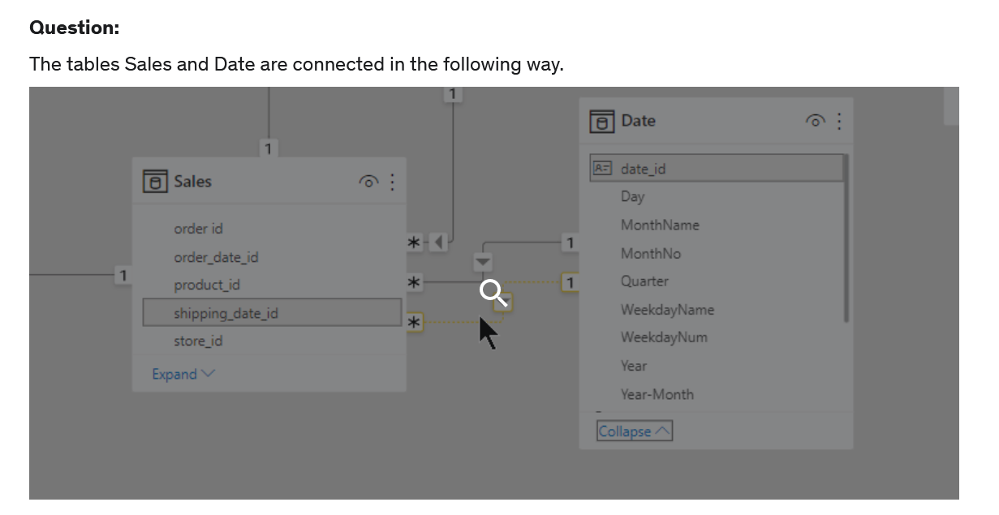 Question:
The tables Sales and Date are connected in the following way.
1
1
Sales
order id
order_date_id
product_id
shipping_date_id
store_id
Expand
1
*
*
*
1
1
Date
date_id
Day
MonthName
MonthNo
Quarter
WeekdayName
WeekdayNum
Year
Year-Month
Collapse